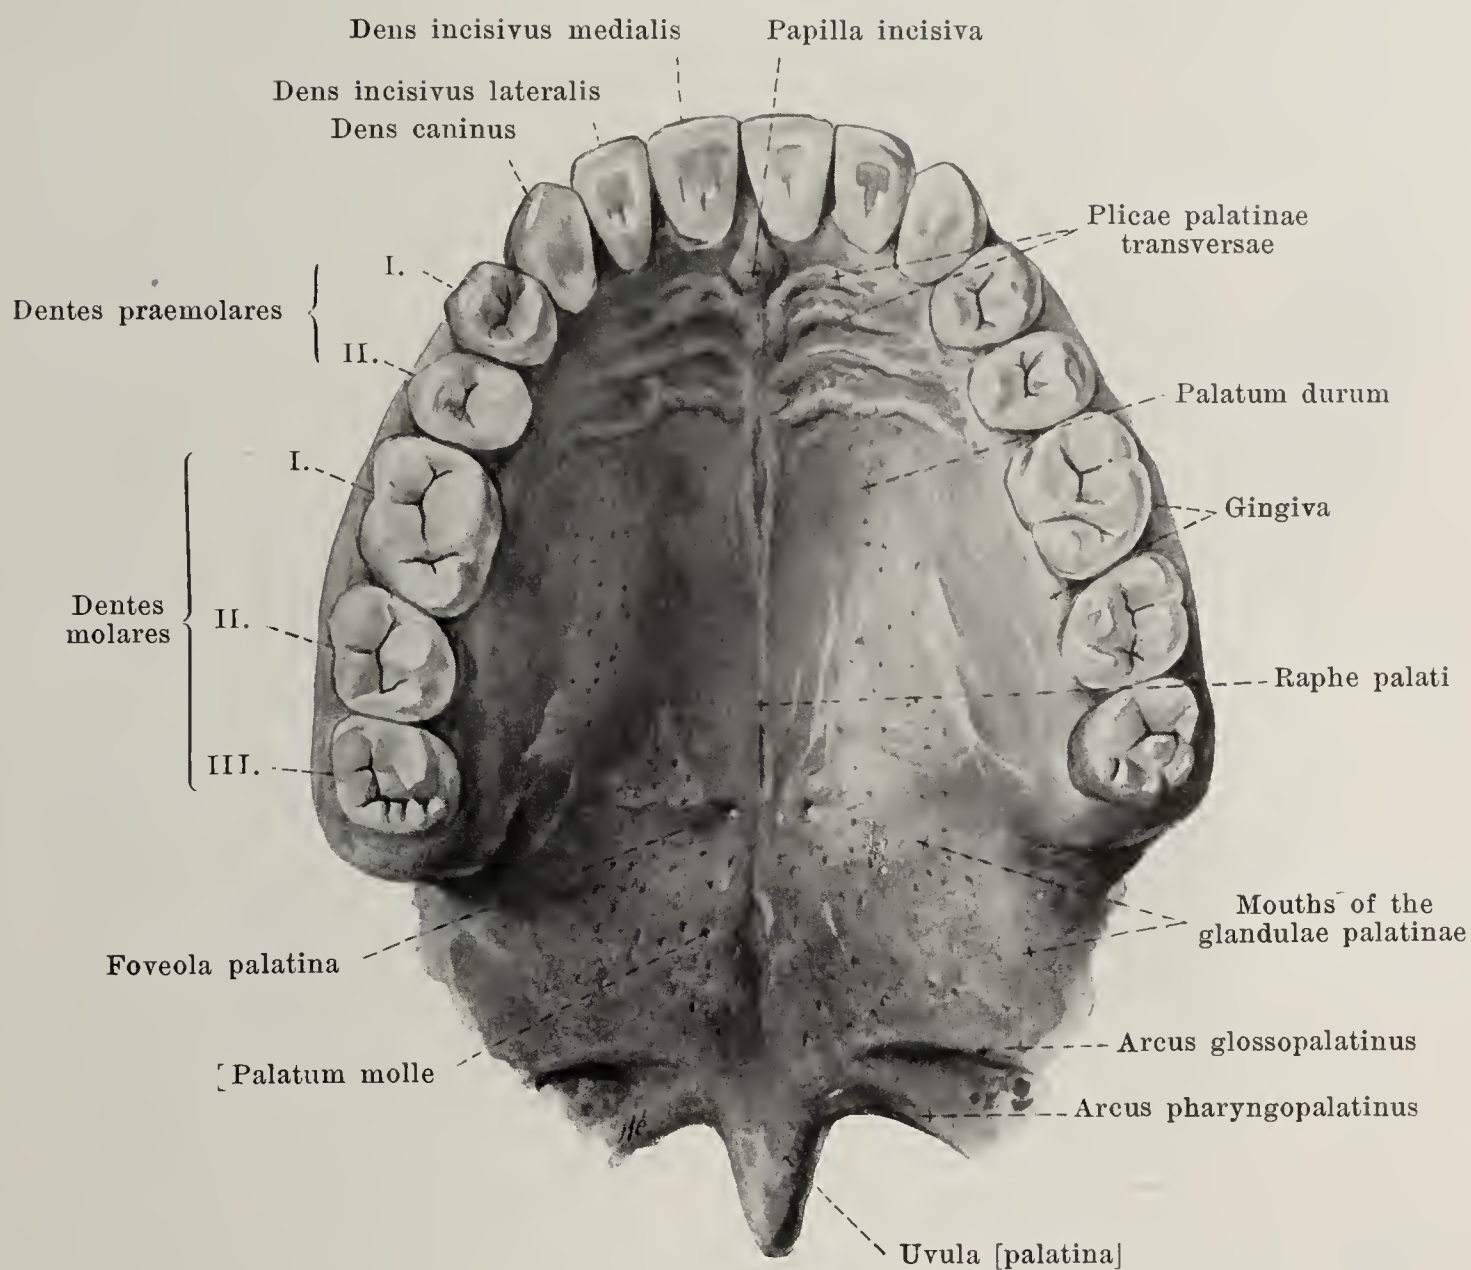 Dens incisivus medialis
Papilla incisiva
Dens incisivus lateralis
Dens caninus
Plicae palatinae
transversae
I.
Dentes praemolares
II.
Palatum durum
I.
Gingiva
Dentes
molares
II.
Raphe palati
III.
Mouths of the
glandulae palatinae
Foveola palatina
Arcus glossopalatinus
[Palatum molle
Arcus pharyngopalatinus
Uvula [palatina]